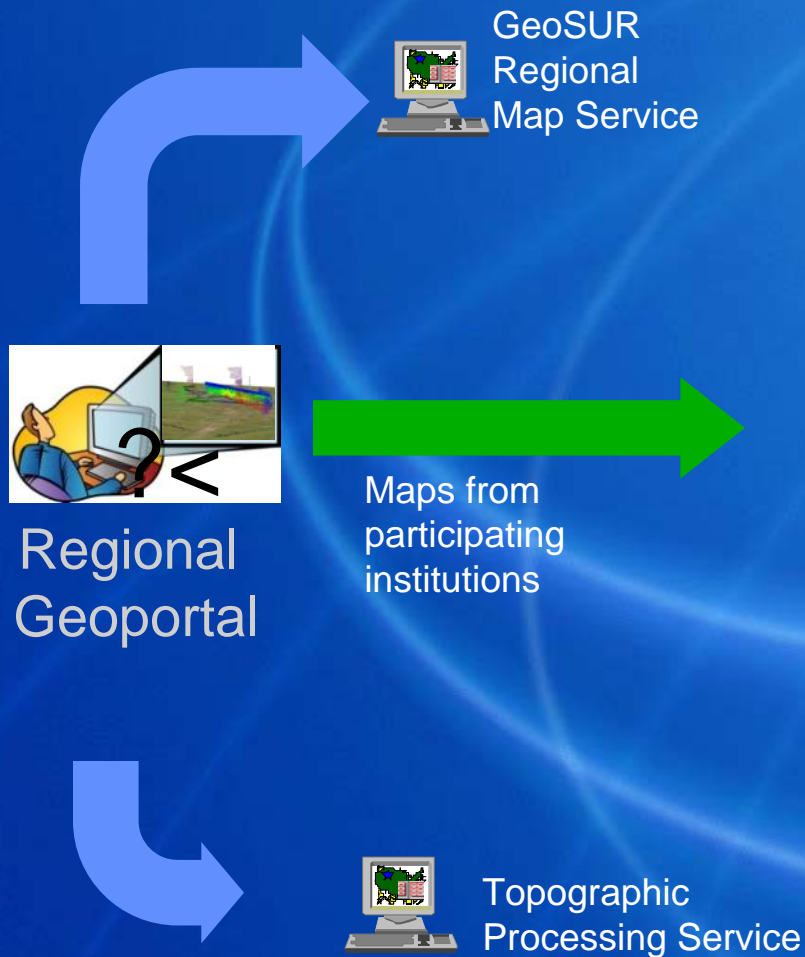 GeoSUR
Regional
Map Service
?<
Regional
Geoportal
Maps from
participating
institutions
Topographic
Processing Service